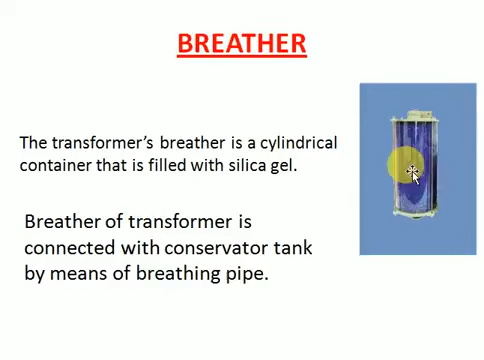 BREATHER
The transformer's breather is a cylindrical
container that is filled with silica gel.
Breather of transformer is
connected with conservator tank
by means of breathing pipe.